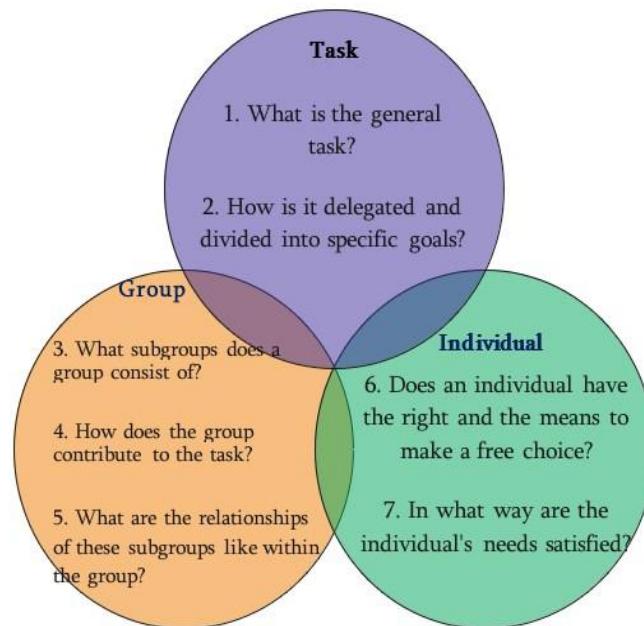 Task
1. What is the general
task?
2. How is it delegated and
divided into specific goals?
Group
3. What subgroups does a
group consist of?
4. How does the group
contribute to the task?
5. What are the relationships
of these subgroups like within
the group?
Individual
6. Does an individual have
the right and the means to
make a free choice?
7. In what way are the
individual's needs satisfied?